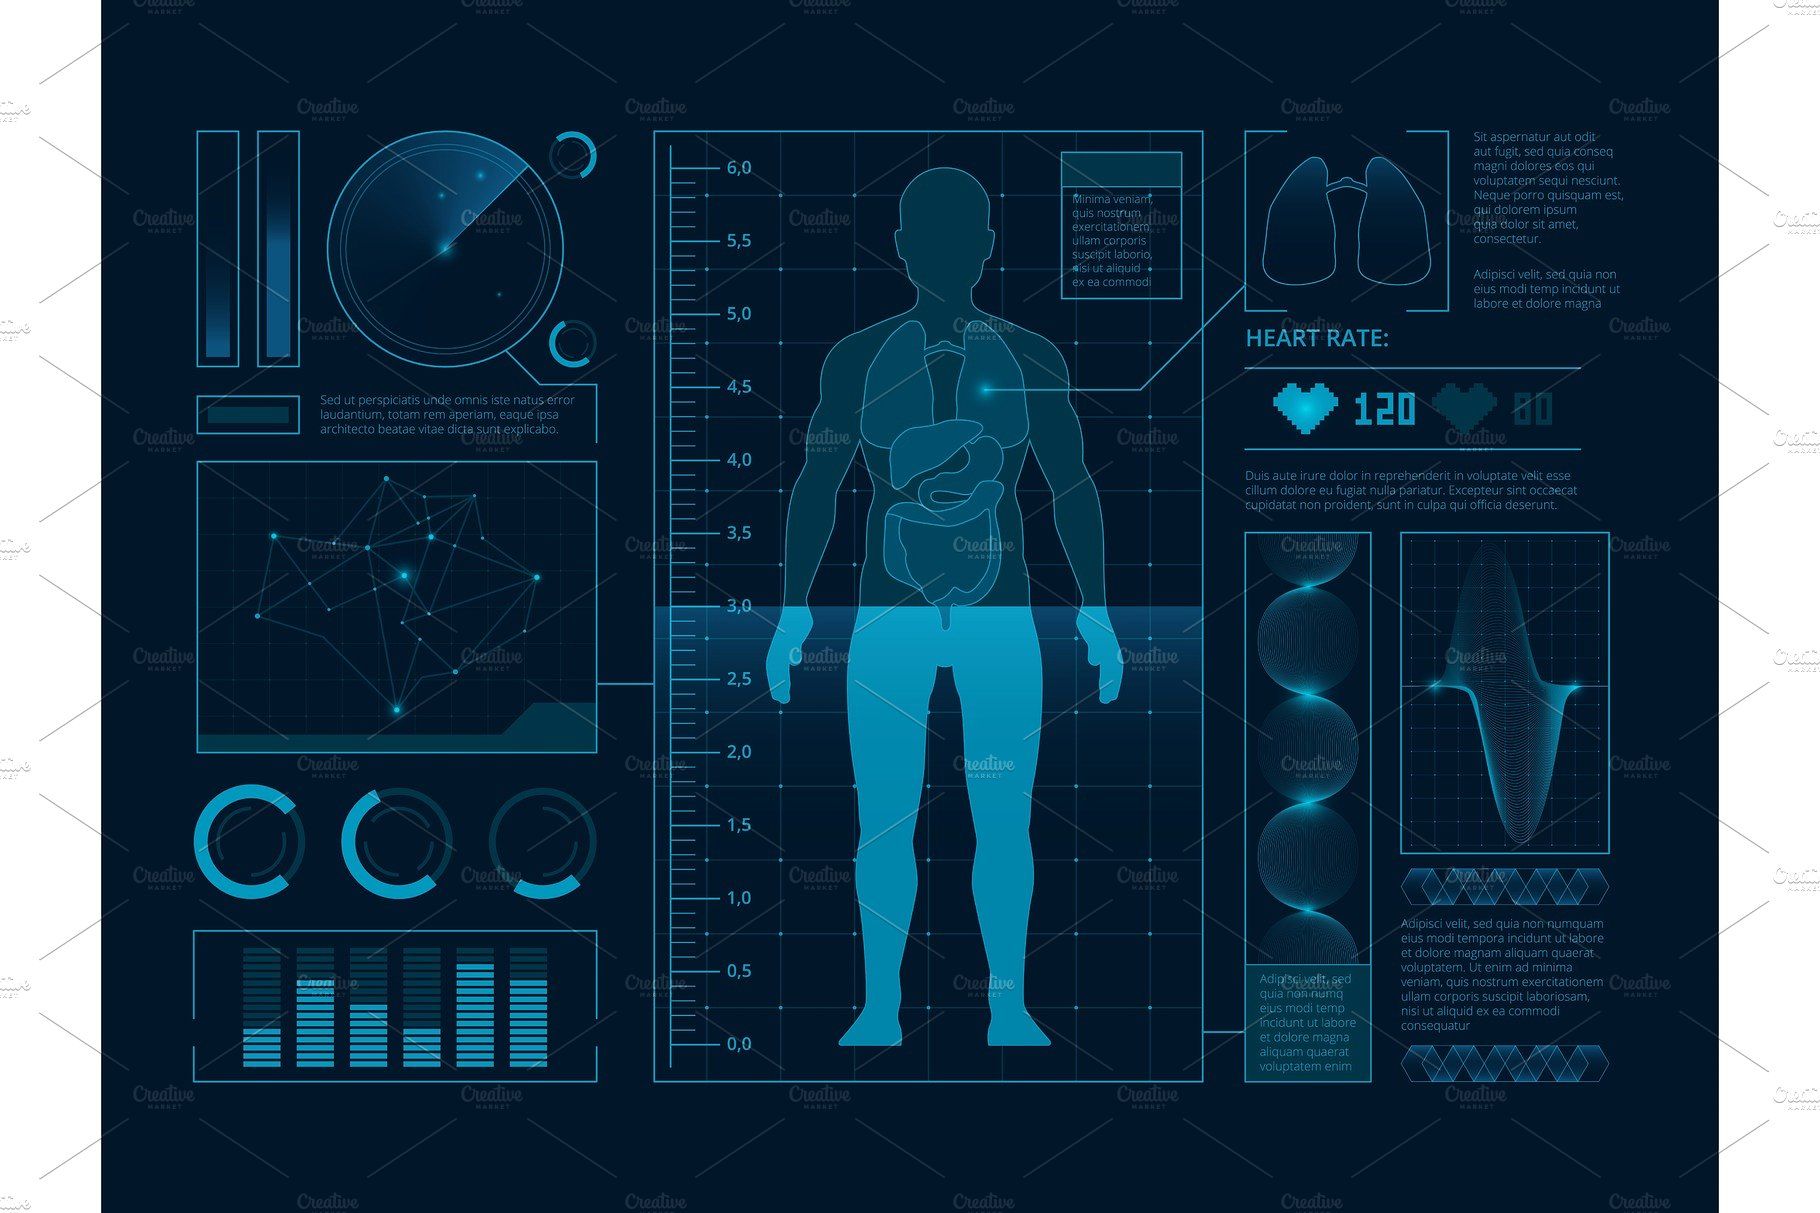 Sed ut perspiciatis unde omnis iste natus error
laudantium, totam rem aperiam, eaque ipsa
architecto beatae vitae dicta sunt explicabo.
6,0
5,5
5,0
4,5
4,0
3,5
3,0
2,5
2,0
1,5
1,0
0,5
0,0
Minima veniam,
quis nostrum
exercitationem
ullam corporis
suscipit laborio,
nisi ut aliquid
ex ea commodi
Sit aspernatur aut odit
aut fugit, sed quia conseq
magni dolores eos qui
voluptatem sequi nesciunt.
Neque porro quisquam est,
qui dolorem ipsum
quia dolor sit amet,
consectetur.
Adipisci velit, sed quia non
eius modi temp incidunt ut
labore et dolore magna
HEART RATE:
120 80
Duis aute irure dolor in reprehenderit in voluptate velit esse
cillum dolore eu fugiat nulla pariatur. Excepteur sint occaecat
cupidatat non proident, sunt in culpa qui officia deserunt.
Adipisci velit, sed
quia non numq
eius modi temp
incidunt ut labore
et dolore magna
aliquam quaerat
voluptatem enim
Adipisci velit, sed quia non numquam
eius modi tempora incidunt ut labore
et dolore magnam aliquam quaerat
voluptatem. Ut enim ad minima
veniam, quis nostrum exercitationem
ullam corporis suscipit laboriosam,
nisi ut aliquid ex ea commodi
consequatur
Creative
MARKET